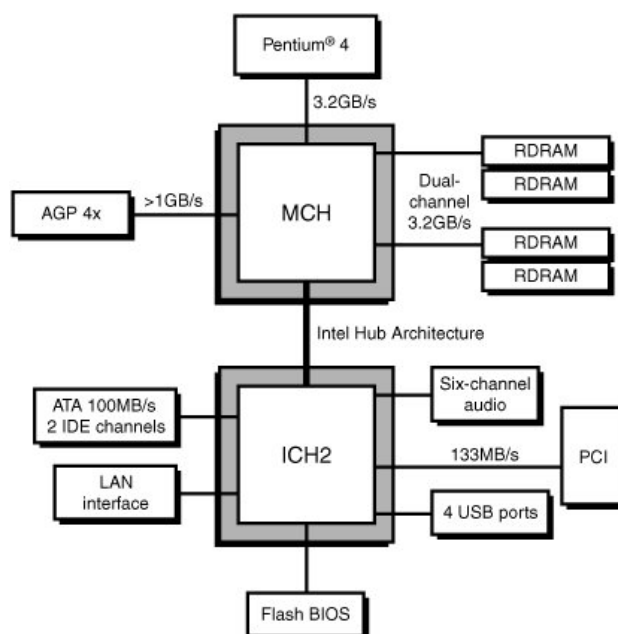 Pentium® 4
3.2GB/s
RDRAM
RDRAM
Dual-
channel
3.2GB/s
RDRAM
RDRAM
>1GB/s
AGP 4x
MCH
Intel Hub Architecture
ATA 100MB/s
2 IDE channels
Six-channel
audio
ICH2
133MB/s
PCI
LAN
interface
4 USB ports
Flash BIOS